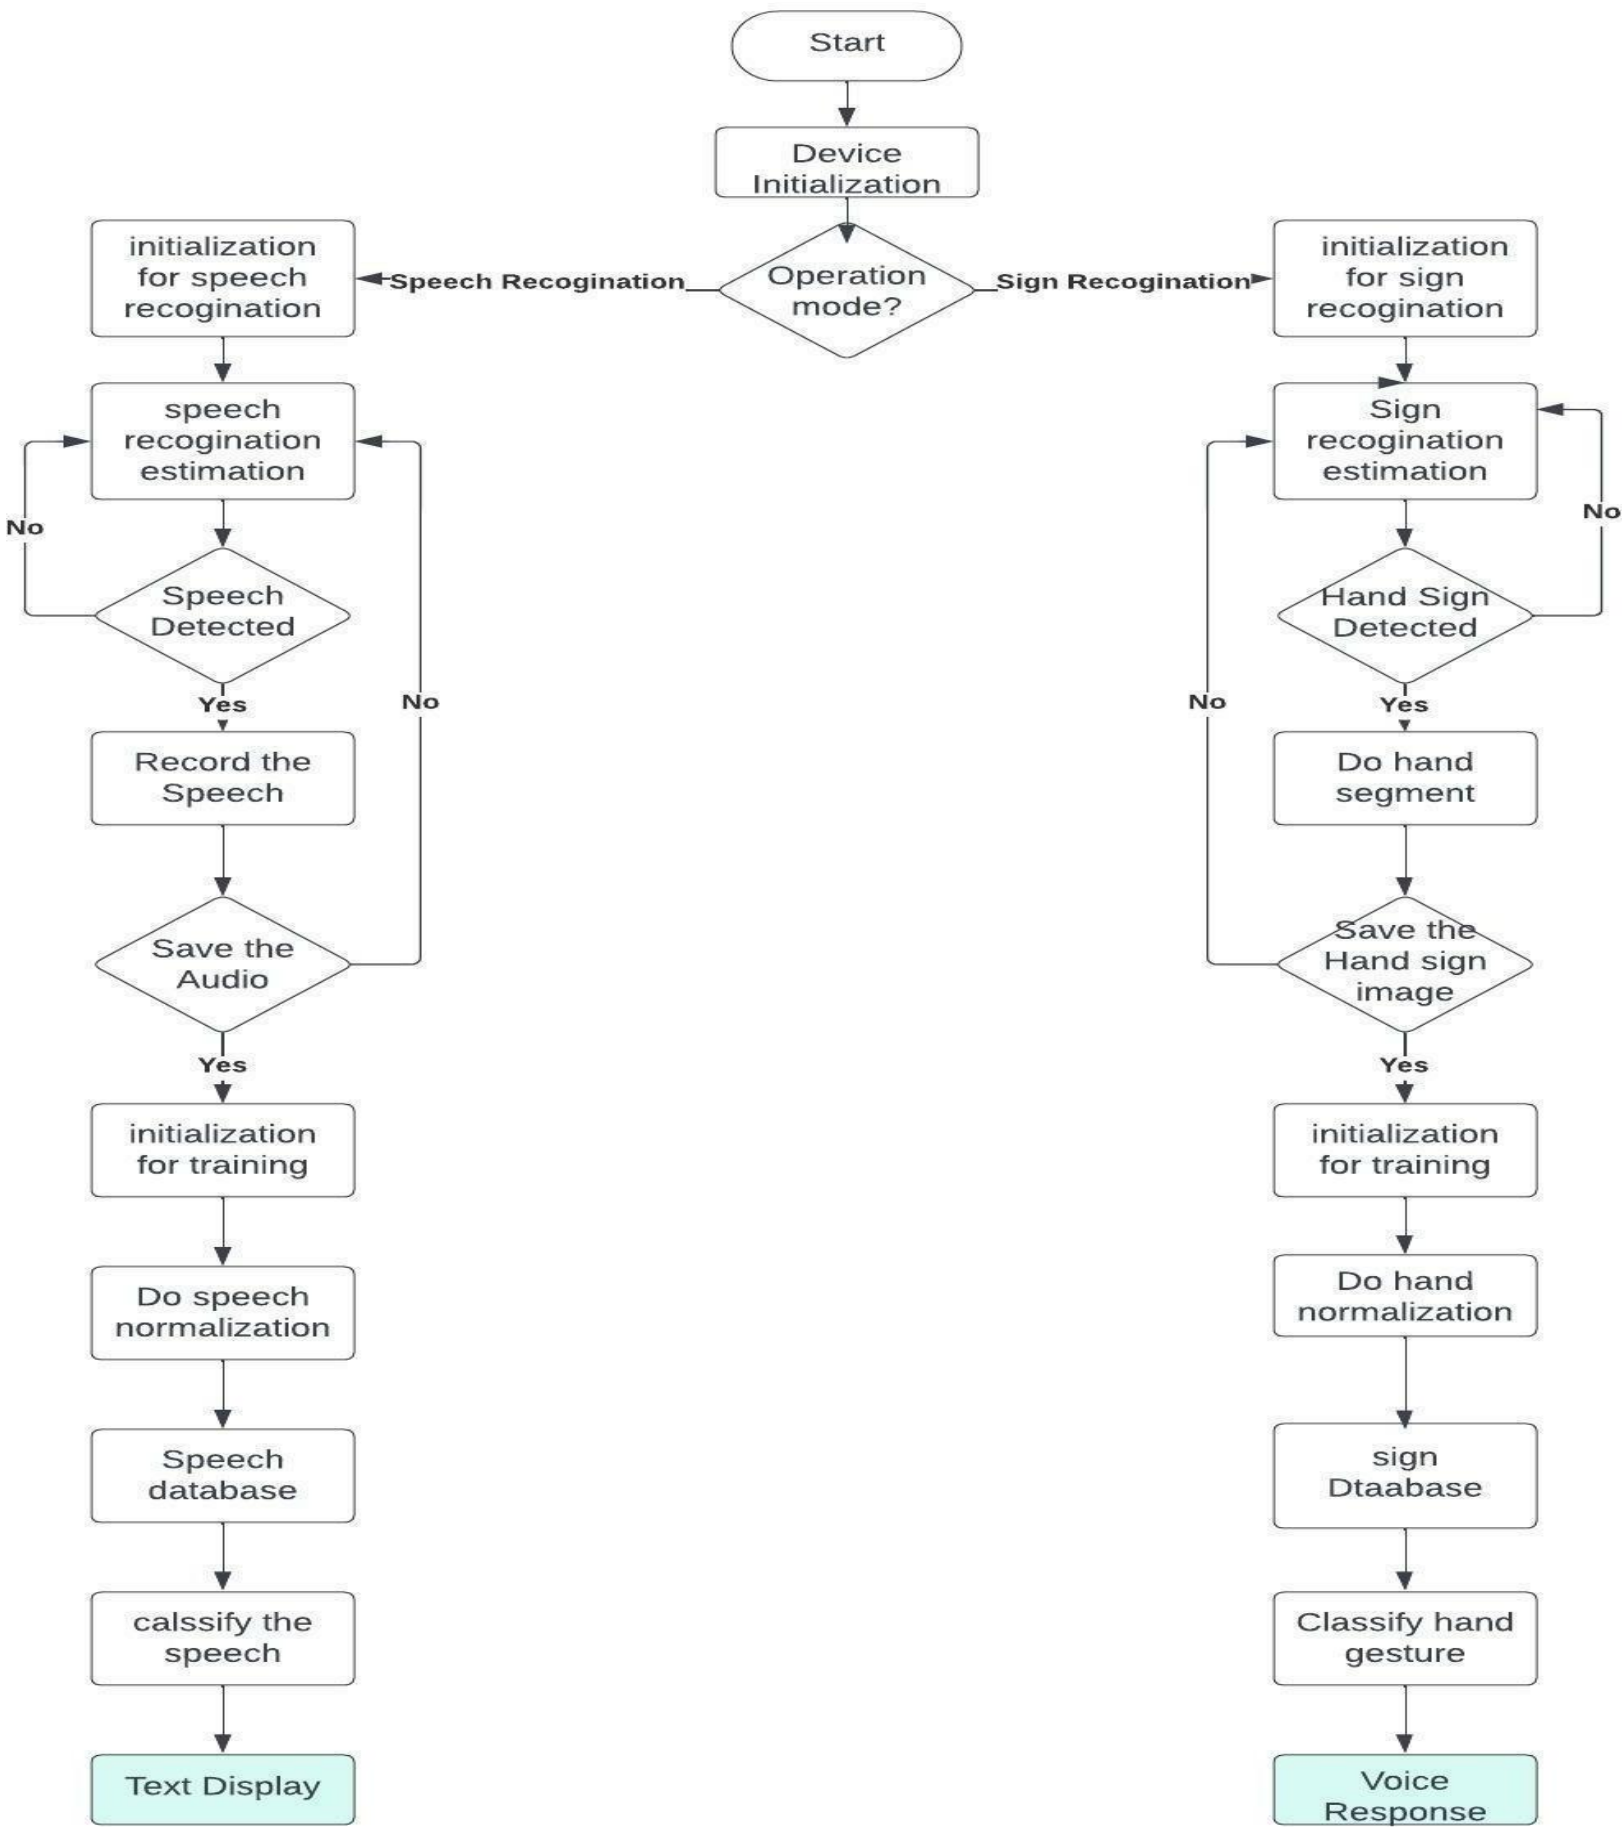 Start
Device
Initialization
Operation
mode?
Speech Recogination
Sign Recogination
initialization
for speech
recogination
speech
recogination
estimation
No
Speech
Detected
Yes
No
Record the
Speech
Save the
Audio
Yes
initialization
for training
Do speech
normalization
Speech
database
calssify the
speech
Text Display
initialization
for sign
recogination
Sign
recogination
estimation
No
Hand Sign
Detected
Yes
No
Do hand
segment
Save the
Hand sign
image
Yes
initialization
for training
Do hand
normalization
sign
Dtaabase
Classify hand
gesture
Voice
Response